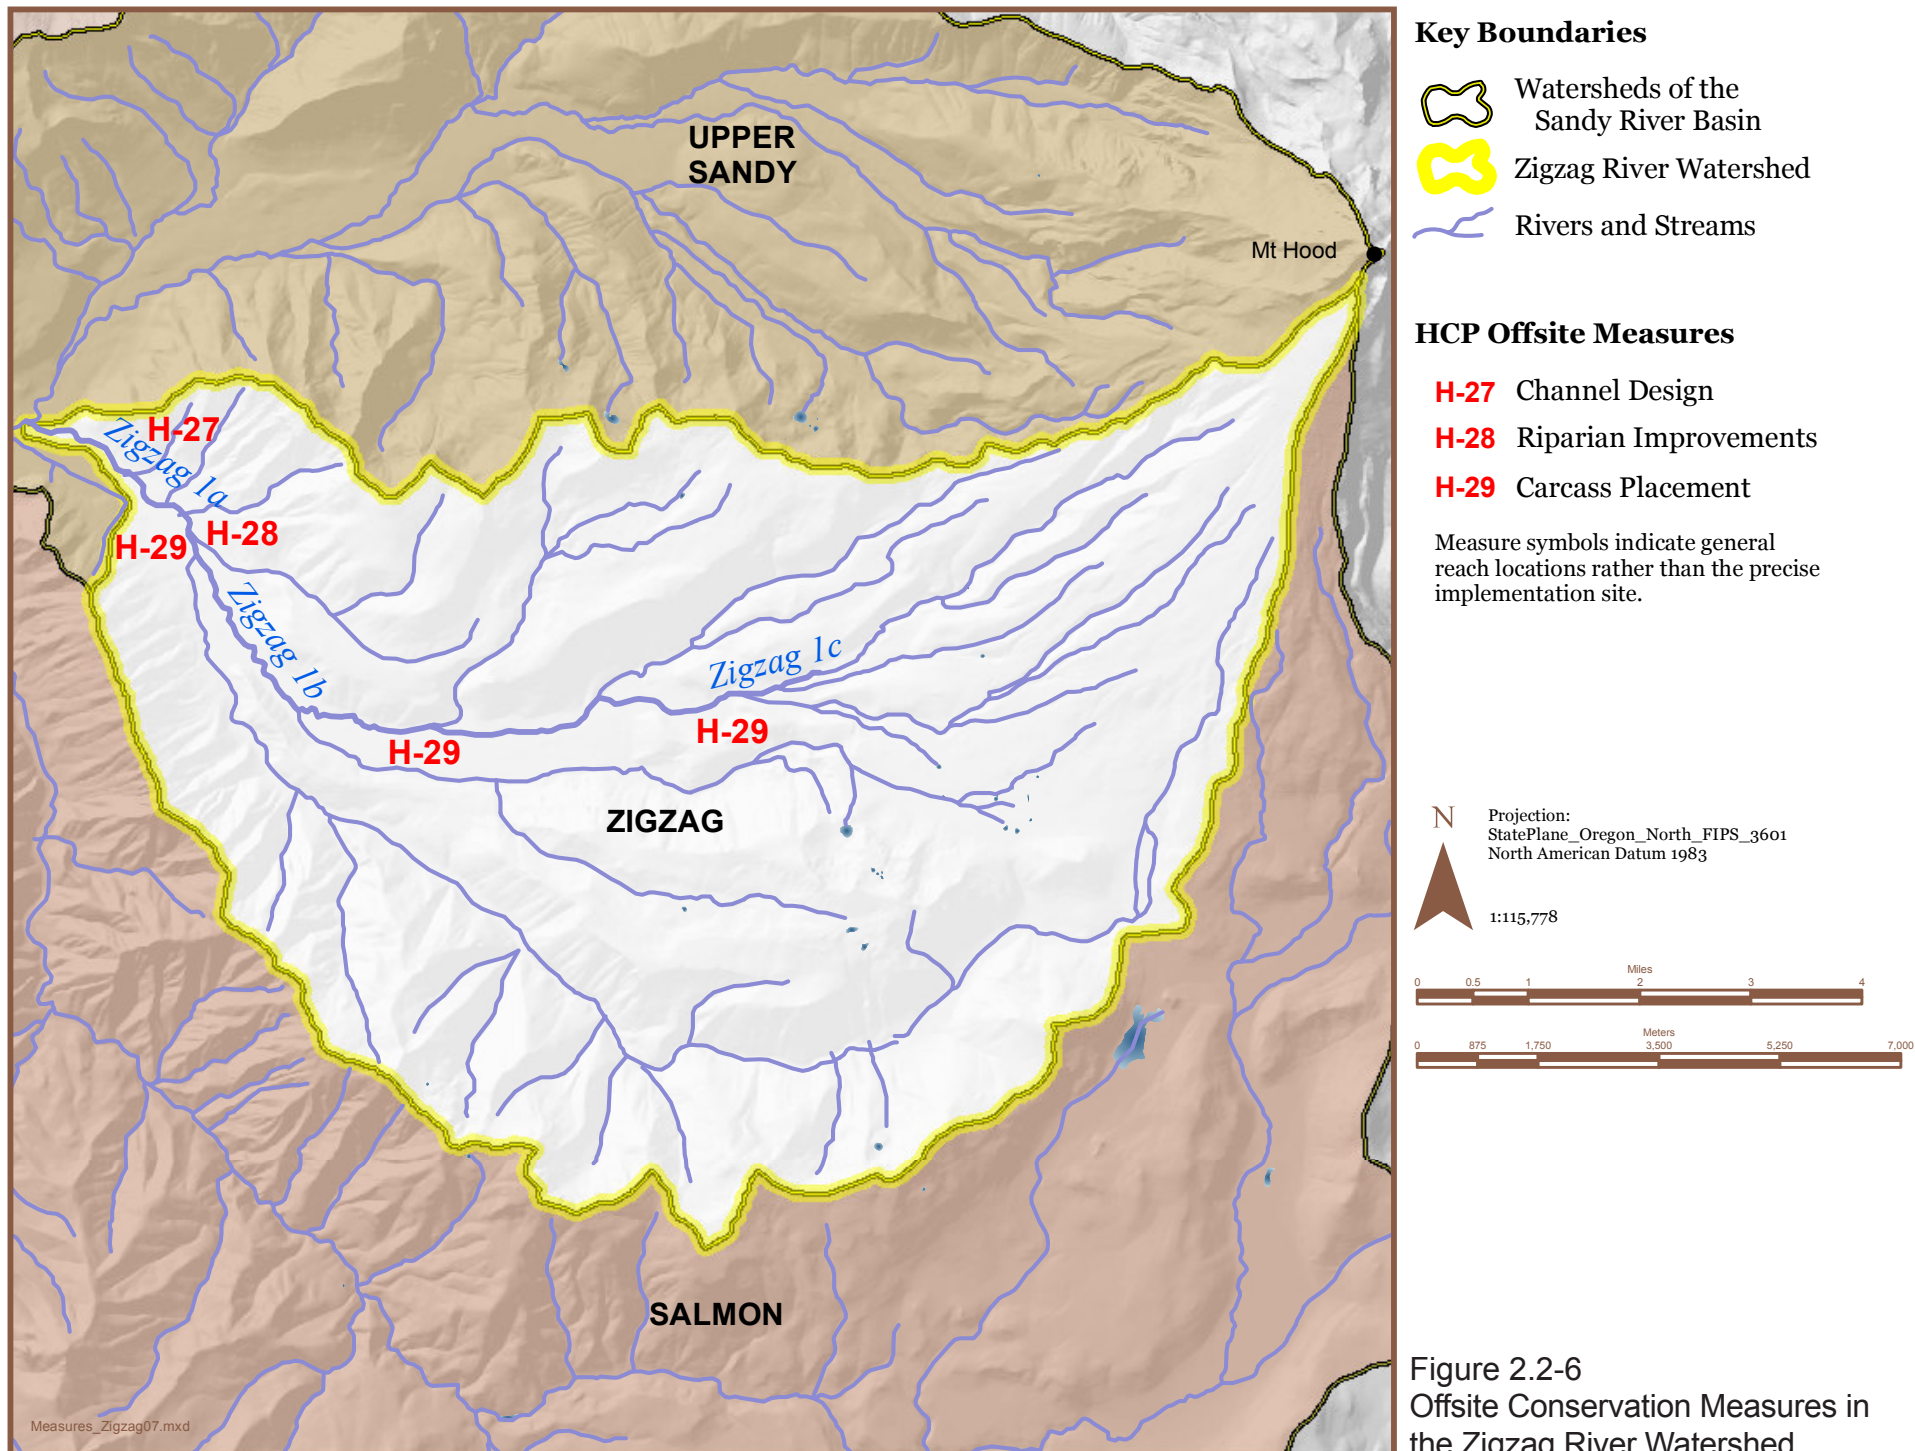 UPPER
SANDY
Mt Hood
H-27
Zigzag 1a
H-28
H-29
Zigzag 1b
Zigzag 1c
H-29
H-29
ZIGZAG
SALMON
Measures_Zigzag07.mxd
Key Boundaries
Watersheds of the
Sandy River Basin
Zigzag River Watershed
Rivers and Streams
HCP Offsite Measures
H-27 Channel Design
H-28 Riparian Improvements
H-29 Carcass Placement
Measure symbols indicate general
reach locations rather than the precise
implementation site.
N
Projection:
StatePlane_Oregon_North_FIPS_3601
North American Datum 1983
1:115,778
Miles
0 0.5 1 2 3 4
Meters
0 875 1,750 3,500 5,250 7,000
Figure 2.2-6
Offsite Conservation Measures in
the Zigzag River Watershed